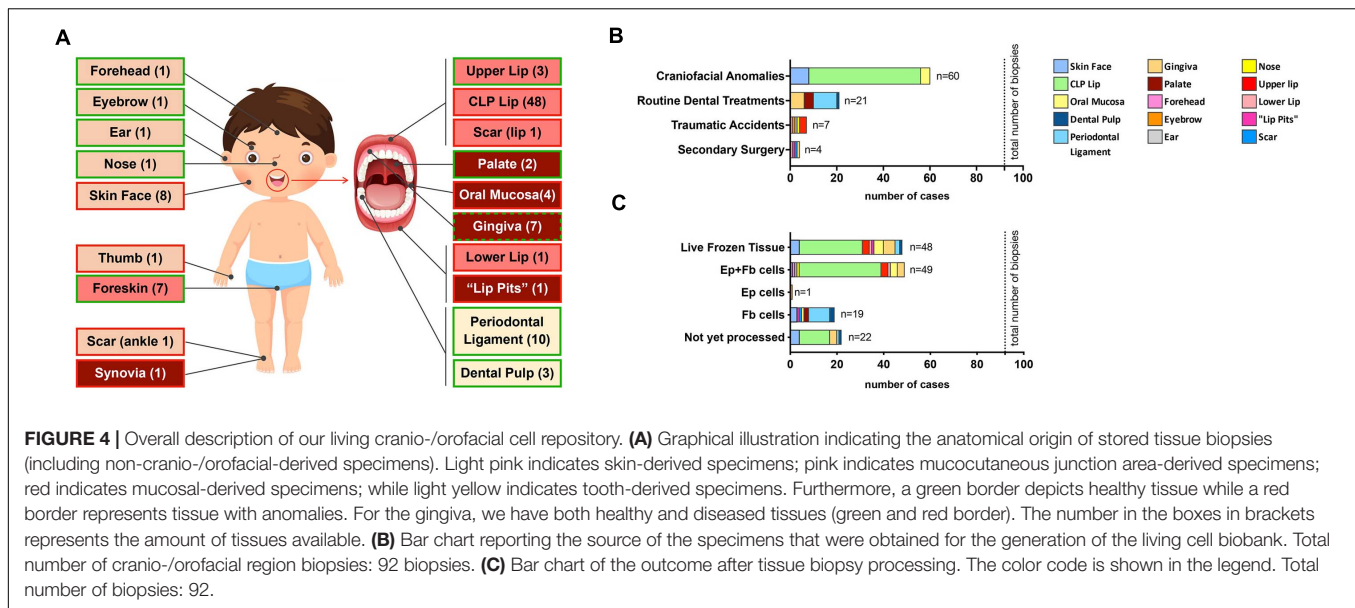 A
Forehead (1)
Eyebrow (1)
Ear (1)
Nose (1)
Skin Face (8)
Thumb (1)
Foreskin (7)
Scar (ankle 1)
Synovia (1)
Upper Lip (3)
CLP Lip (48)
Scar (lip 1)
Palate (2)
Oral Mucosa(4)
Gingiva (7)
Lower Lip (1)
“Lip Pits” (1)
Periodontal
Ligament (10)
Dental Pulp (3)
B
Craniofacial Anomalies
n=60
Routine Dental Treatments
n=21
Traumatic Accidents
n=7
Secondary Surgery
n=4
total number of biopsies
0 20 40 60 80 100
number of cases
Skin Face
CLP Lip
Oral Mucosa
Dental Pulp
Periodontal
Ligament
Gingiva
Palate
Forehead
Eyebrow
Ear
Nose
Upper lip
Lower Lip
"Lip Pits"
Scar
C
Live Frozen Tissue
n=48
Ep+Fb cells
n=49
Ep cells
n=1
Fb cells
n=19
Not yet processed
n=22
total number of biopsies
0 20 40 60 80 100
number of cases
FIGURE 4 | Overall description of our living cranio-/orofacial cell repository. (A) Graphical illustration indicating the anatomical origin of stored tissue biopsies
(including non-cranio-/orofacial-derived specimens). Light pink indicates skin-derived specimens; pink indicates mucocutaneous junction area-derived specimens;
red indicates mucosal-derived specimens; while light yellow indicates tooth-derived specimens. Furthermore, a green border depicts healthy tissue while a red
border represents tissue with anomalies. For the gingiva, we have both healthy and diseased tissues (green and red border). The number in the boxes in brackets
represents the amount of tissues available. (B) Bar chart reporting the source of the specimens that were obtained for the generation of the living cell biobank. Total
number of cranio-/orofacial region biopsies: 92 biopsies. (C) Bar chart of the outcome after tissue biopsy processing. The color code is shown in the legend. Total
number of biopsies: 92.